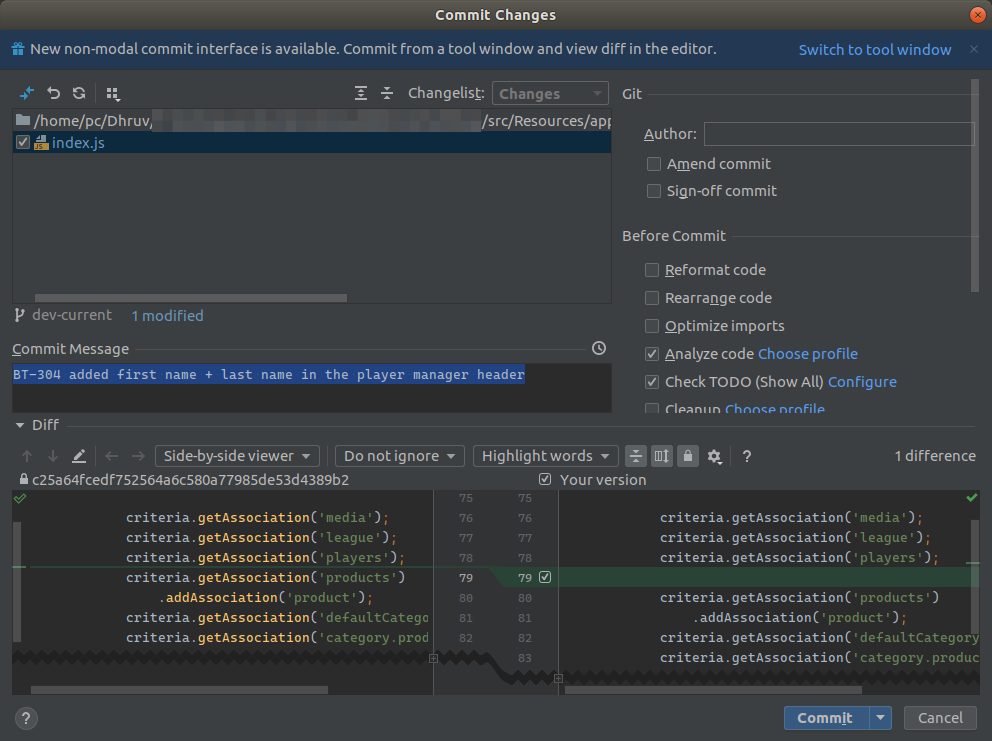 Commit Changes
New non-modal commit interface is available. Commit from a tool window and view diff in the editor.
Switch to tool window
Changelist:
Changes
/home/pc/Dhruv/
/src/Resources/app
index.js
dev-current
1 modified
Commit Message
BT-304 added first name + last name in the player manager header
Git
Author:
Amend commit
Sign-off commit
Before Commit
Reformat code
Rearrange code
Optimize imports
Analyze code Choose profile
Check TODO (Show All) Configure
Cleanup Choose profile
Diff
Side-by-side viewer
Do not ignore
Highlight words
?
1 difference
c25a64fcedf752564a6c580a77985de53d4389b2
Your version
75 75
criteria.getAssociation('media'); 76 76 criteria.getAssociation('media');
criteria.getAssociation('league'); 77 77 criteria.getAssociation('league');
criteria.getAssociation('players'); 78 78 criteria.getAssociation('players');
criteria.getAssociation('products') 79 79
.addAssociation('product'); 80 80 criteria.getAssociation('products')
criteria.getAssociation('defaultCatego 81 81 .addAssociation('product');
criteria.getAssociation('category.prod 82 82 criteria.getAssociation('defaultCategory
83 criteria.getAssociation('category.produc
?
Commit
Cancel